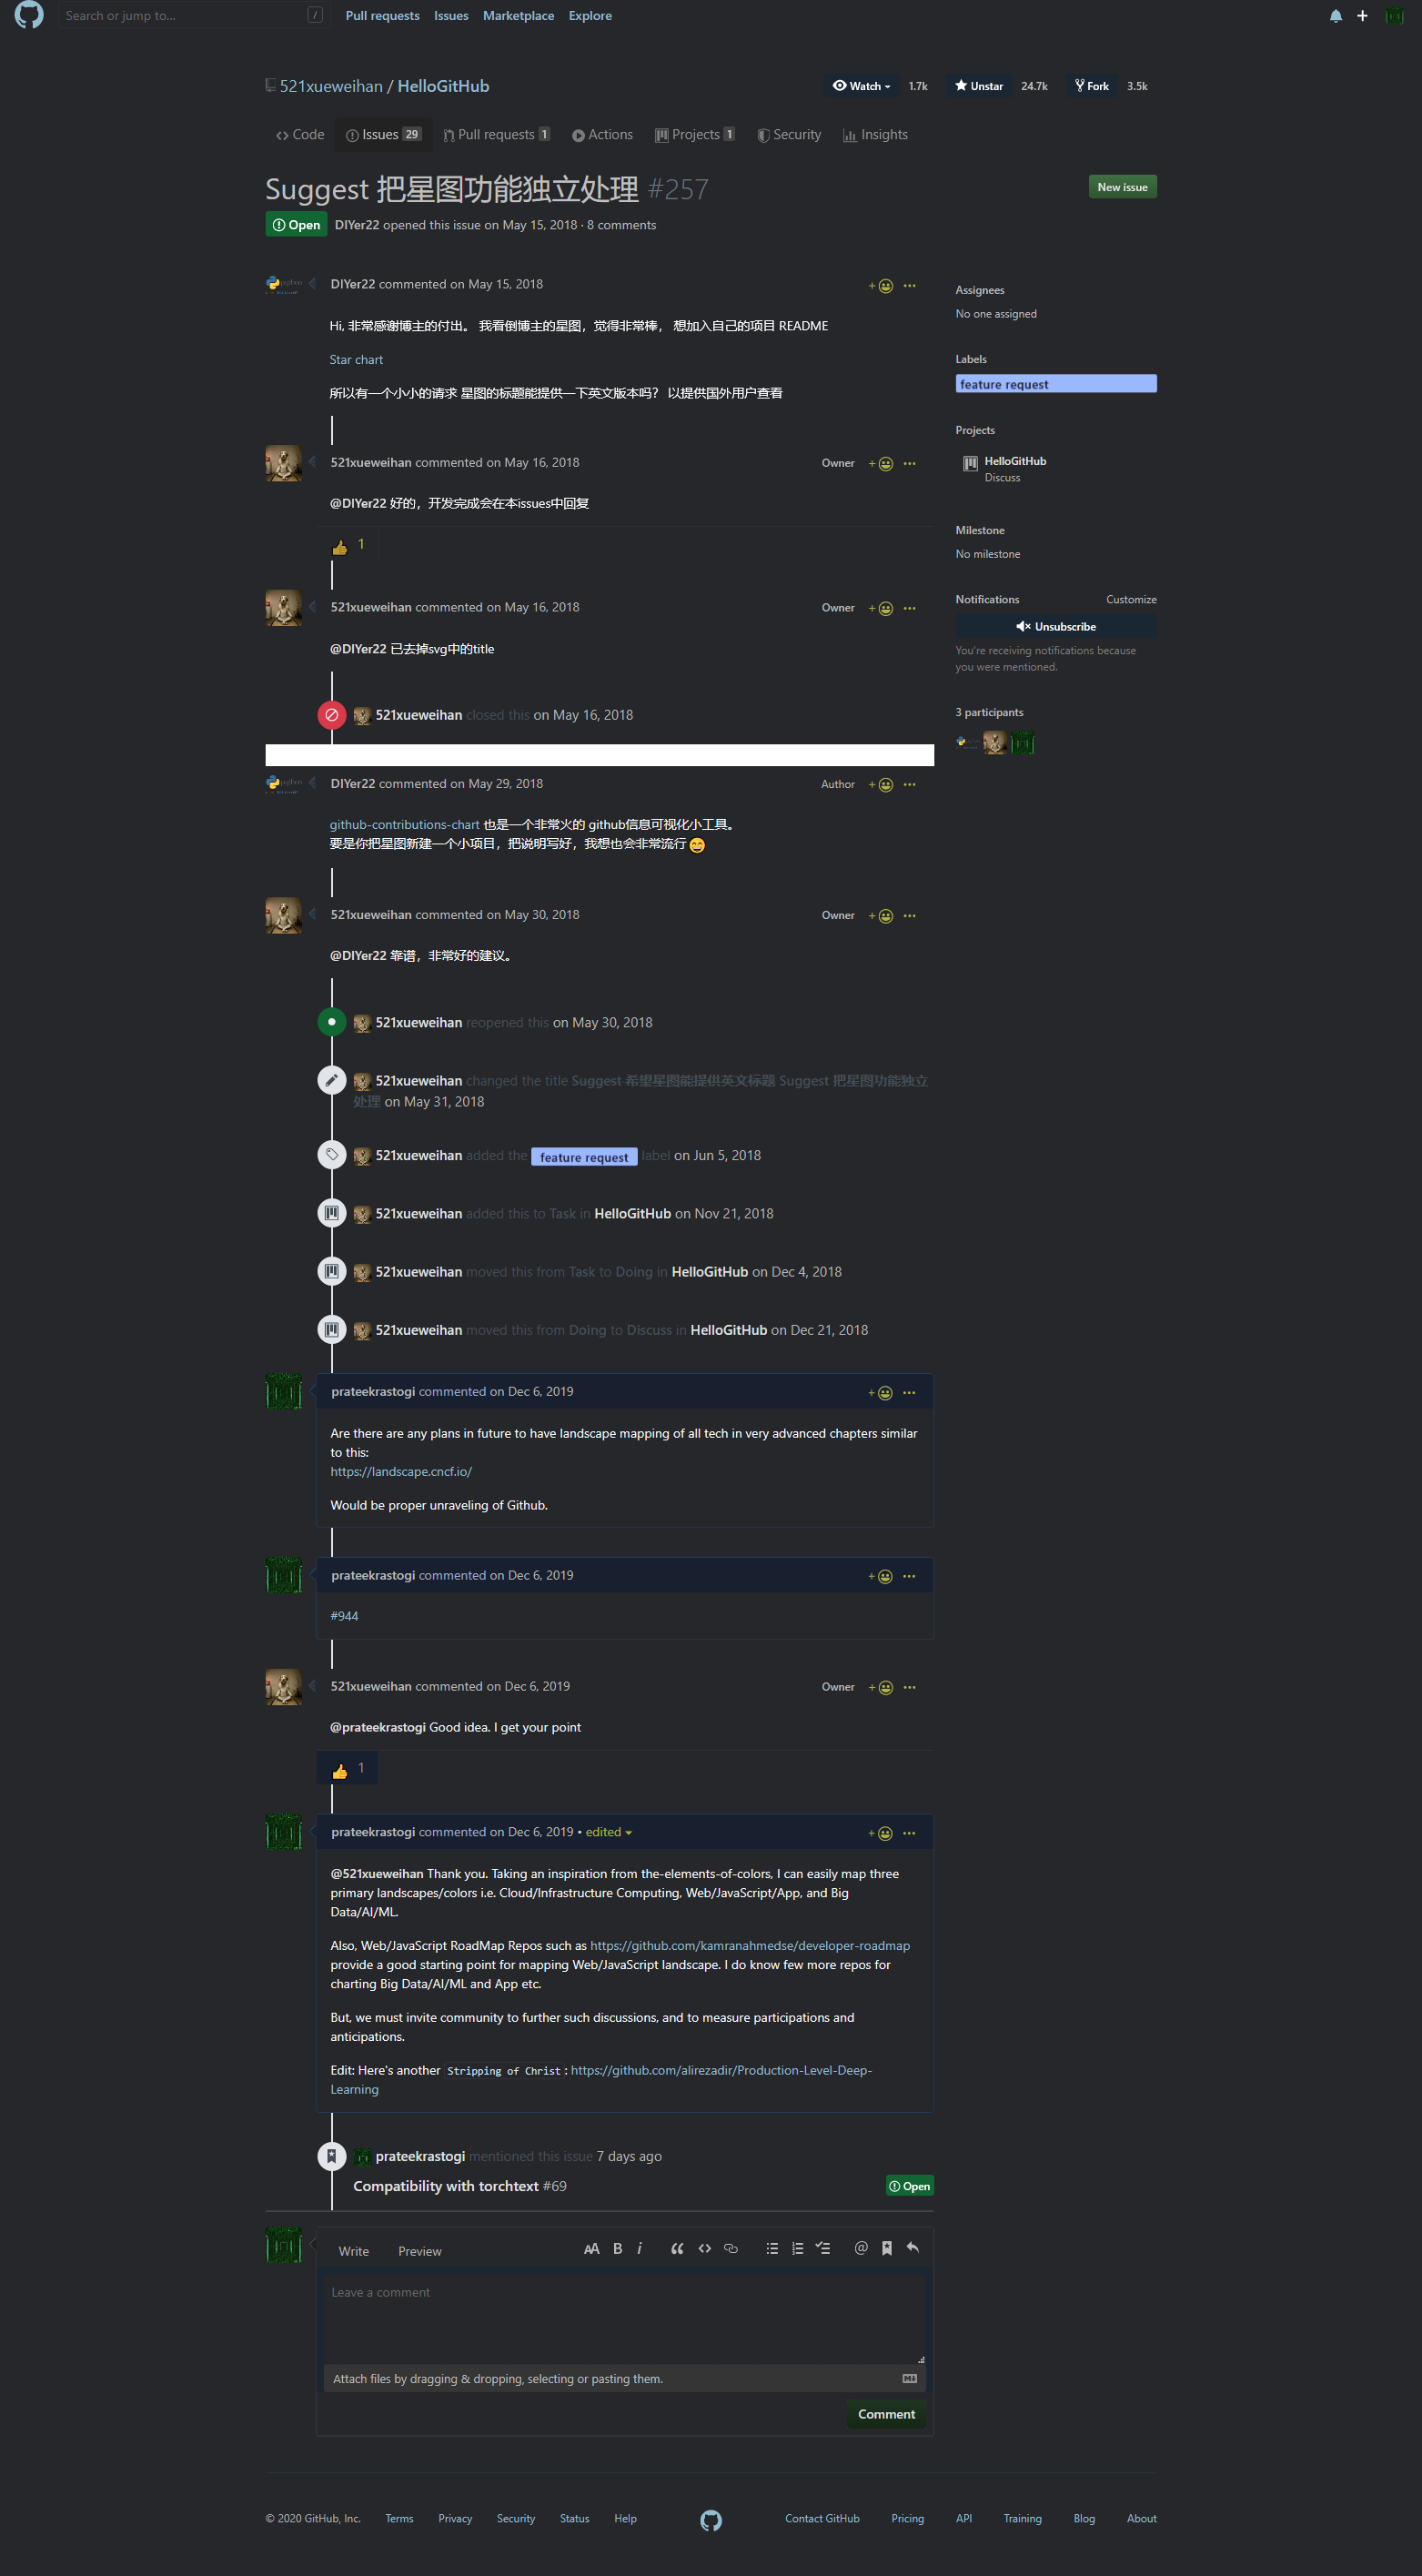 Search or jump to... /
Pull requests Issues Marketplace Explore
521xueweihan / HelloGitHub
Watch 1.7k Unstar 24.7k Fork 3.5k
Code Issues 29 Pull requests 1 Actions Projects 1 Security Insights
Suggest 把星图功能独立处理 #257
New issue
Open DIYer22 opened this issue on May 15, 2018 · 8 comments
DIYer22 commented on May 15, 2018
Hi, 非常感谢博主的付出。 我看倒博主的星图，觉得非常棒， 想加入自己的项目 README
Star chart
所以有一个小小的请求 星图的标题能提供一下英文版本吗？ 以提供国外用户查看
521xueweihan commented on May 16, 2018 Owner
@DIYer22 好的，开发完成会在本issues中回复
👍 1
521xueweihan commented on May 16, 2018 Owner
@DIYer22 已去掉svg中的title
521xueweihan closed this on May 16, 2018
DIYer22 commented on May 29, 2018 Author
github-contributions-chart 也是一个非常火的 github信息可视化小工具。
要是你把星图新建一个小项目，把说明写好，我想也会非常流行😄
521xueweihan commented on May 30, 2018 Owner
@DIYer22 靠谱，非常好的建议。
521xueweihan reopened this on May 30, 2018
521xueweihan changed the title Suggest 希望星图能提供英文标题 Suggest 把星图功能独立
处理 on May 31, 2018
521xueweihan added the feature request label on Jun 5, 2018
521xueweihan added this to Task in HelloGitHub on Nov 21, 2018
521xueweihan moved this from Task to Doing in HelloGitHub on Dec 4, 2018
521xueweihan moved this from Doing to Discuss in HelloGitHub on Dec 21, 2018
prateekrastogi commented on Dec 6, 2019
Are there are any plans in future to have landscape mapping of all tech in very advanced chapters similar
to this:
https://landscape.cncf.io/
Would be proper unraveling of Github.
prateekrastogi commented on Dec 6, 2019
#944
521xueweihan commented on Dec 6, 2019 Owner
@prateekrastogi Good idea. I get your point
👍 1
prateekrastogi commented on Dec 6, 2019 • edited
@521xueweihan Thank you. Taking an inspiration from the-elements-of-colors, I can easily map three
primary landscapes/colors i.e. Cloud/Infrastructure Computing, Web/JavaScript/App, and Big
Data/AI/ML.
Also, Web/JavaScript RoadMap Repos such as https://github.com/kamranahmedse/developer-roadmap
provide a good starting point for mapping Web/JavaScript landscape. I do know few more repos for
charting Big Data/AI/ML and App etc.
But, we must invite community to further such discussions, and to measure participations and
anticipations.
Edit: Here's another Stripping of Christ : https://github.com/alirezadir/Production-Level-Deep-
Learning
prateekrastogi mentioned this issue 7 days ago
Compatibility with torchtext #69 Open
Write Preview
Leave a comment
Attach files by dragging & dropping, selecting or pasting them.
Comment
Assignees
No one assigned
Labels
feature request
Projects
HelloGitHub
Discuss
Milestone
No milestone
Notifications Customize
Unsubscribe
You're receiving notifications because
you were mentioned.
3 participants
© 2020 GitHub, Inc. Terms Privacy Security Status Help Contact GitHub Pricing API Training Blog About